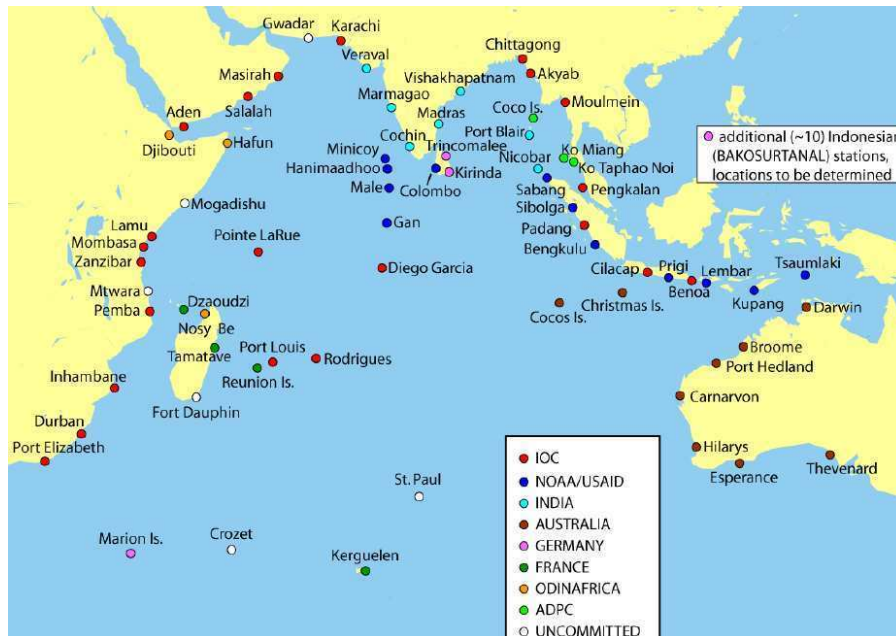 Gwadar
Karachi
Veraval
Chittagong
Akyab
Masirah
Vishakhapatnam
Salalah
Marmagao
Moulmein
Aden
Madras
Coco Is.
Djibouti
Hafun
Cochin
Port Blair
Trincomalee
Ko Miang
Minicoy
Hanimaadhoo
Nicobar
Ko Taphao Noi
Kirinda
Colombo
Male
Sabang
Pengkalan
Mogadishu
Sibolga
Gan
Padang
Lamu
Mombasa
Zanzibar
Pointe LaRue
Bengkulu
Diego Garcia
Cilacap
Prigi
Lembar
Tsaumlaki
Mtwara
Benoa
Pemba
Dzaoudzi
Cocos Is.
Christmas Is.
Kupang
Darwin
Nosy Be
Tamatave
Port Louis
Rodrigues
Broome
Port Hedland
Reunion Is.
Inhambane
Fort Dauphin
Carnarvon
Durban
Port Elizabeth
Hilarys
Esperance
Thevenard
St. Paul
Marion Is.
Crozet
Kerguelen
additional (~10) Indonesian
(BAKOSURTANAL) stations,
locations to be determined
IOC
NOAA/USAID
INDIA
AUSTRALIA
GERMANY
FRANCE
ODINAFRICA
ADPC
UNCOMMITTED